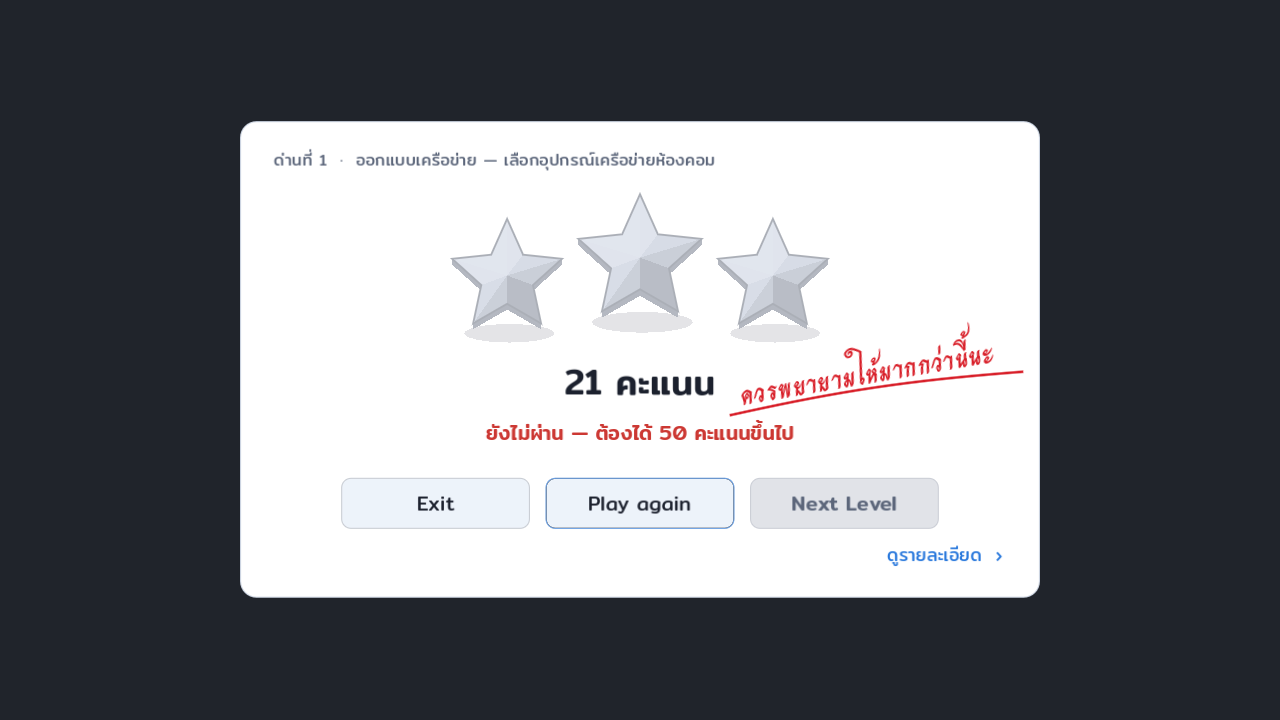 ด่านที่ 1 · ออกแบบเครือข่าย — เลือกอุปกรณ์เครือข่ายห้องคอม
21 คะแนน
ควรพยายามให้มากกว่านี้นะ
ยังไม่ผ่าน — ต้องได้ 50 คะแนนขึ้นไป
Exit
Play again
Next Level
ดูรายละเอียด ›